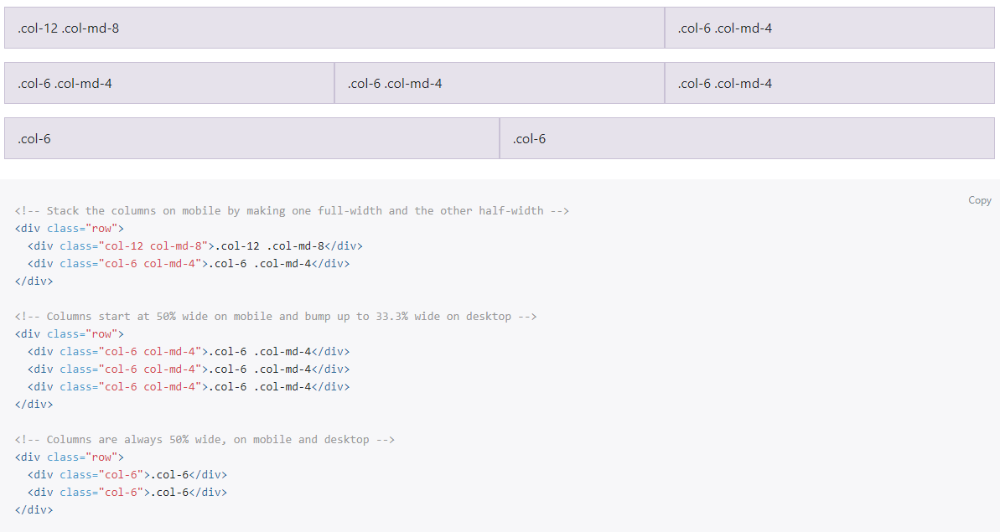 .col-12 .col-md-8 .col-6 .col-md-4
.col-6 .col-md-4 .col-6 .col-md-4 .col-6 .col-md-4
.col-6 .col-6
Copy
<!-- Stack the columns on mobile by making one full-width and the other half-width -->
<div class="row">
  <div class="col-12 col-md-8">.col-12 .col-md-8</div>
  <div class="col-6 col-md-4">.col-6 .col-md-4</div>
</div>

<!-- Columns start at 50% wide on mobile and bump up to 33.3% wide on desktop -->
<div class="row">
  <div class="col-6 col-md-4">.col-6 .col-md-4</div>
  <div class="col-6 col-md-4">.col-6 .col-md-4</div>
  <div class="col-6 col-md-4">.col-6 .col-md-4</div>
</div>

<!-- Columns are always 50% wide, on mobile and desktop -->
<div class="row">
  <div class="col-6">.col-6</div>
  <div class="col-6">.col-6</div>
</div>